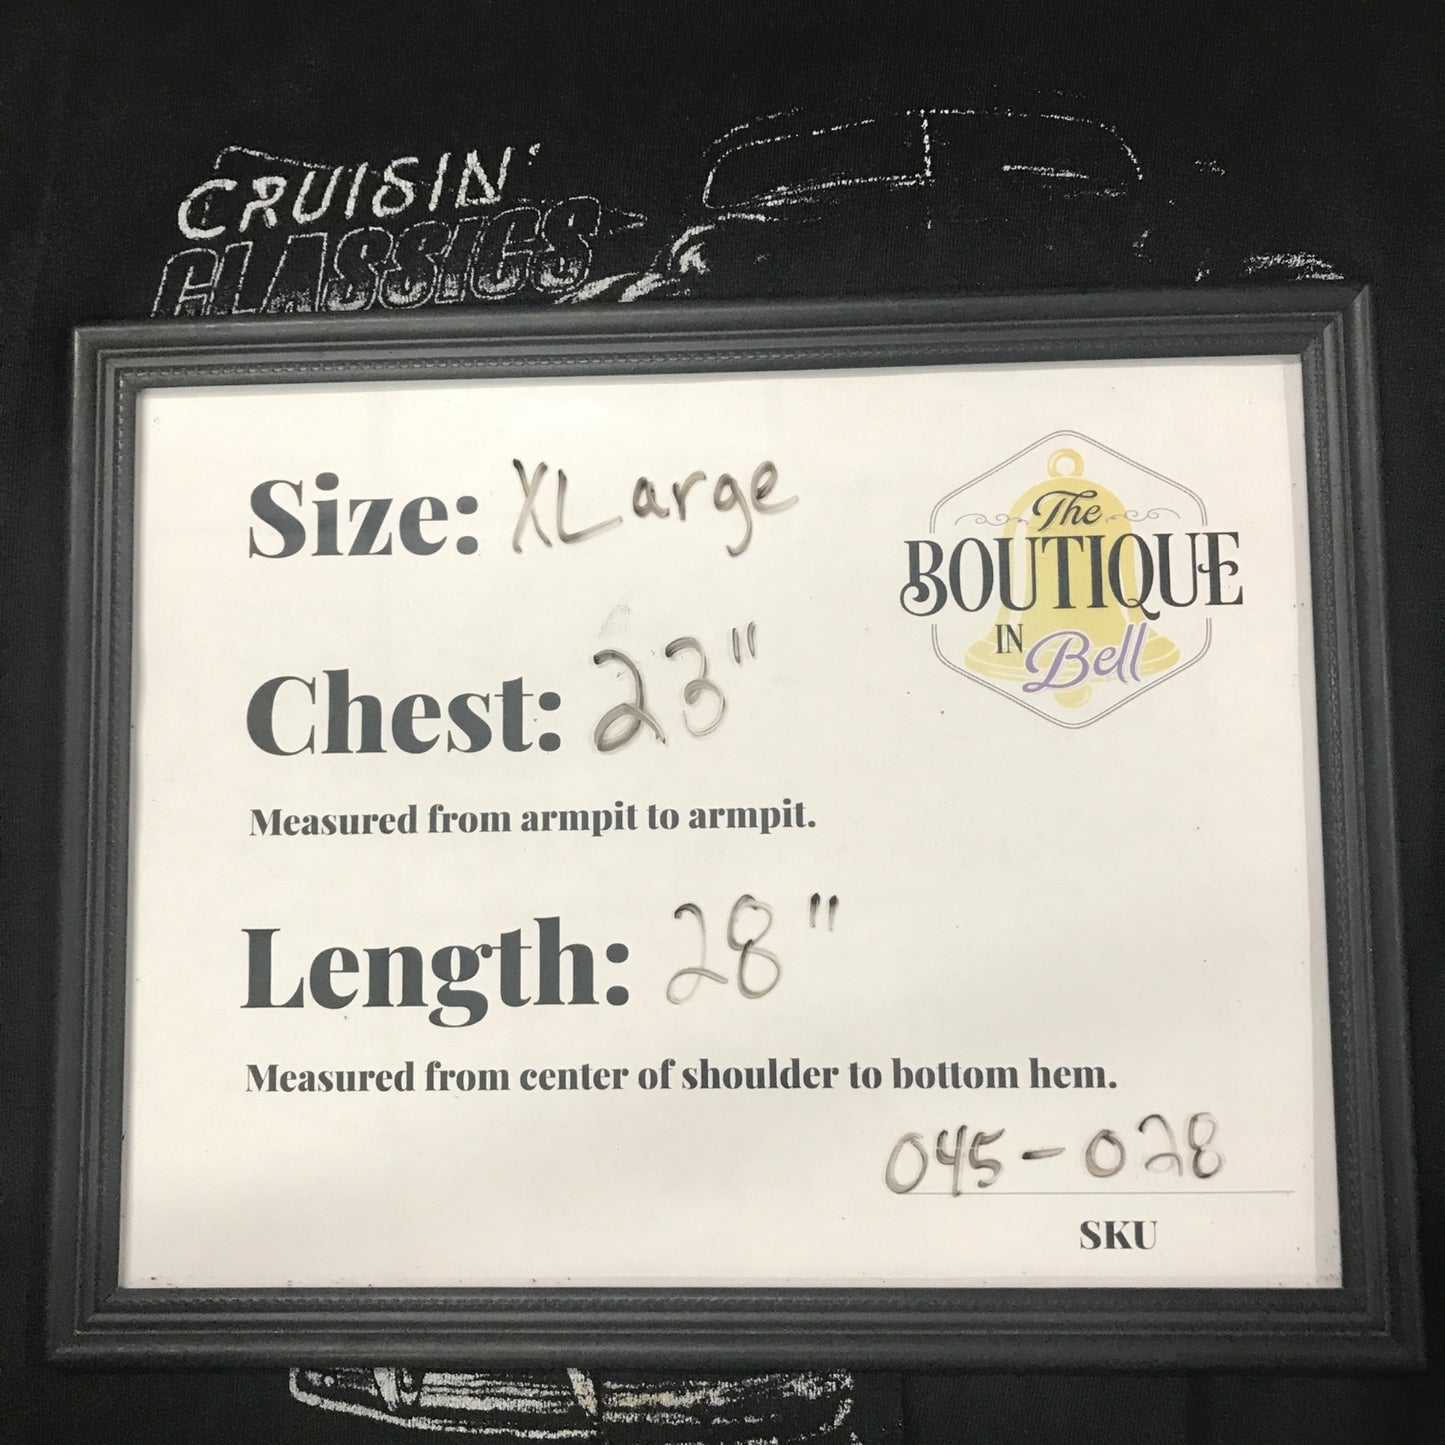 CRUISIN'
CLASSICS
Size: XLarge
The
BOUTIQUE
IN Bell
Chest: 23"
Measured from armpit to armpit.
Length: 28"
Measured from center of shoulder to bottom hem.
045-028
SKU